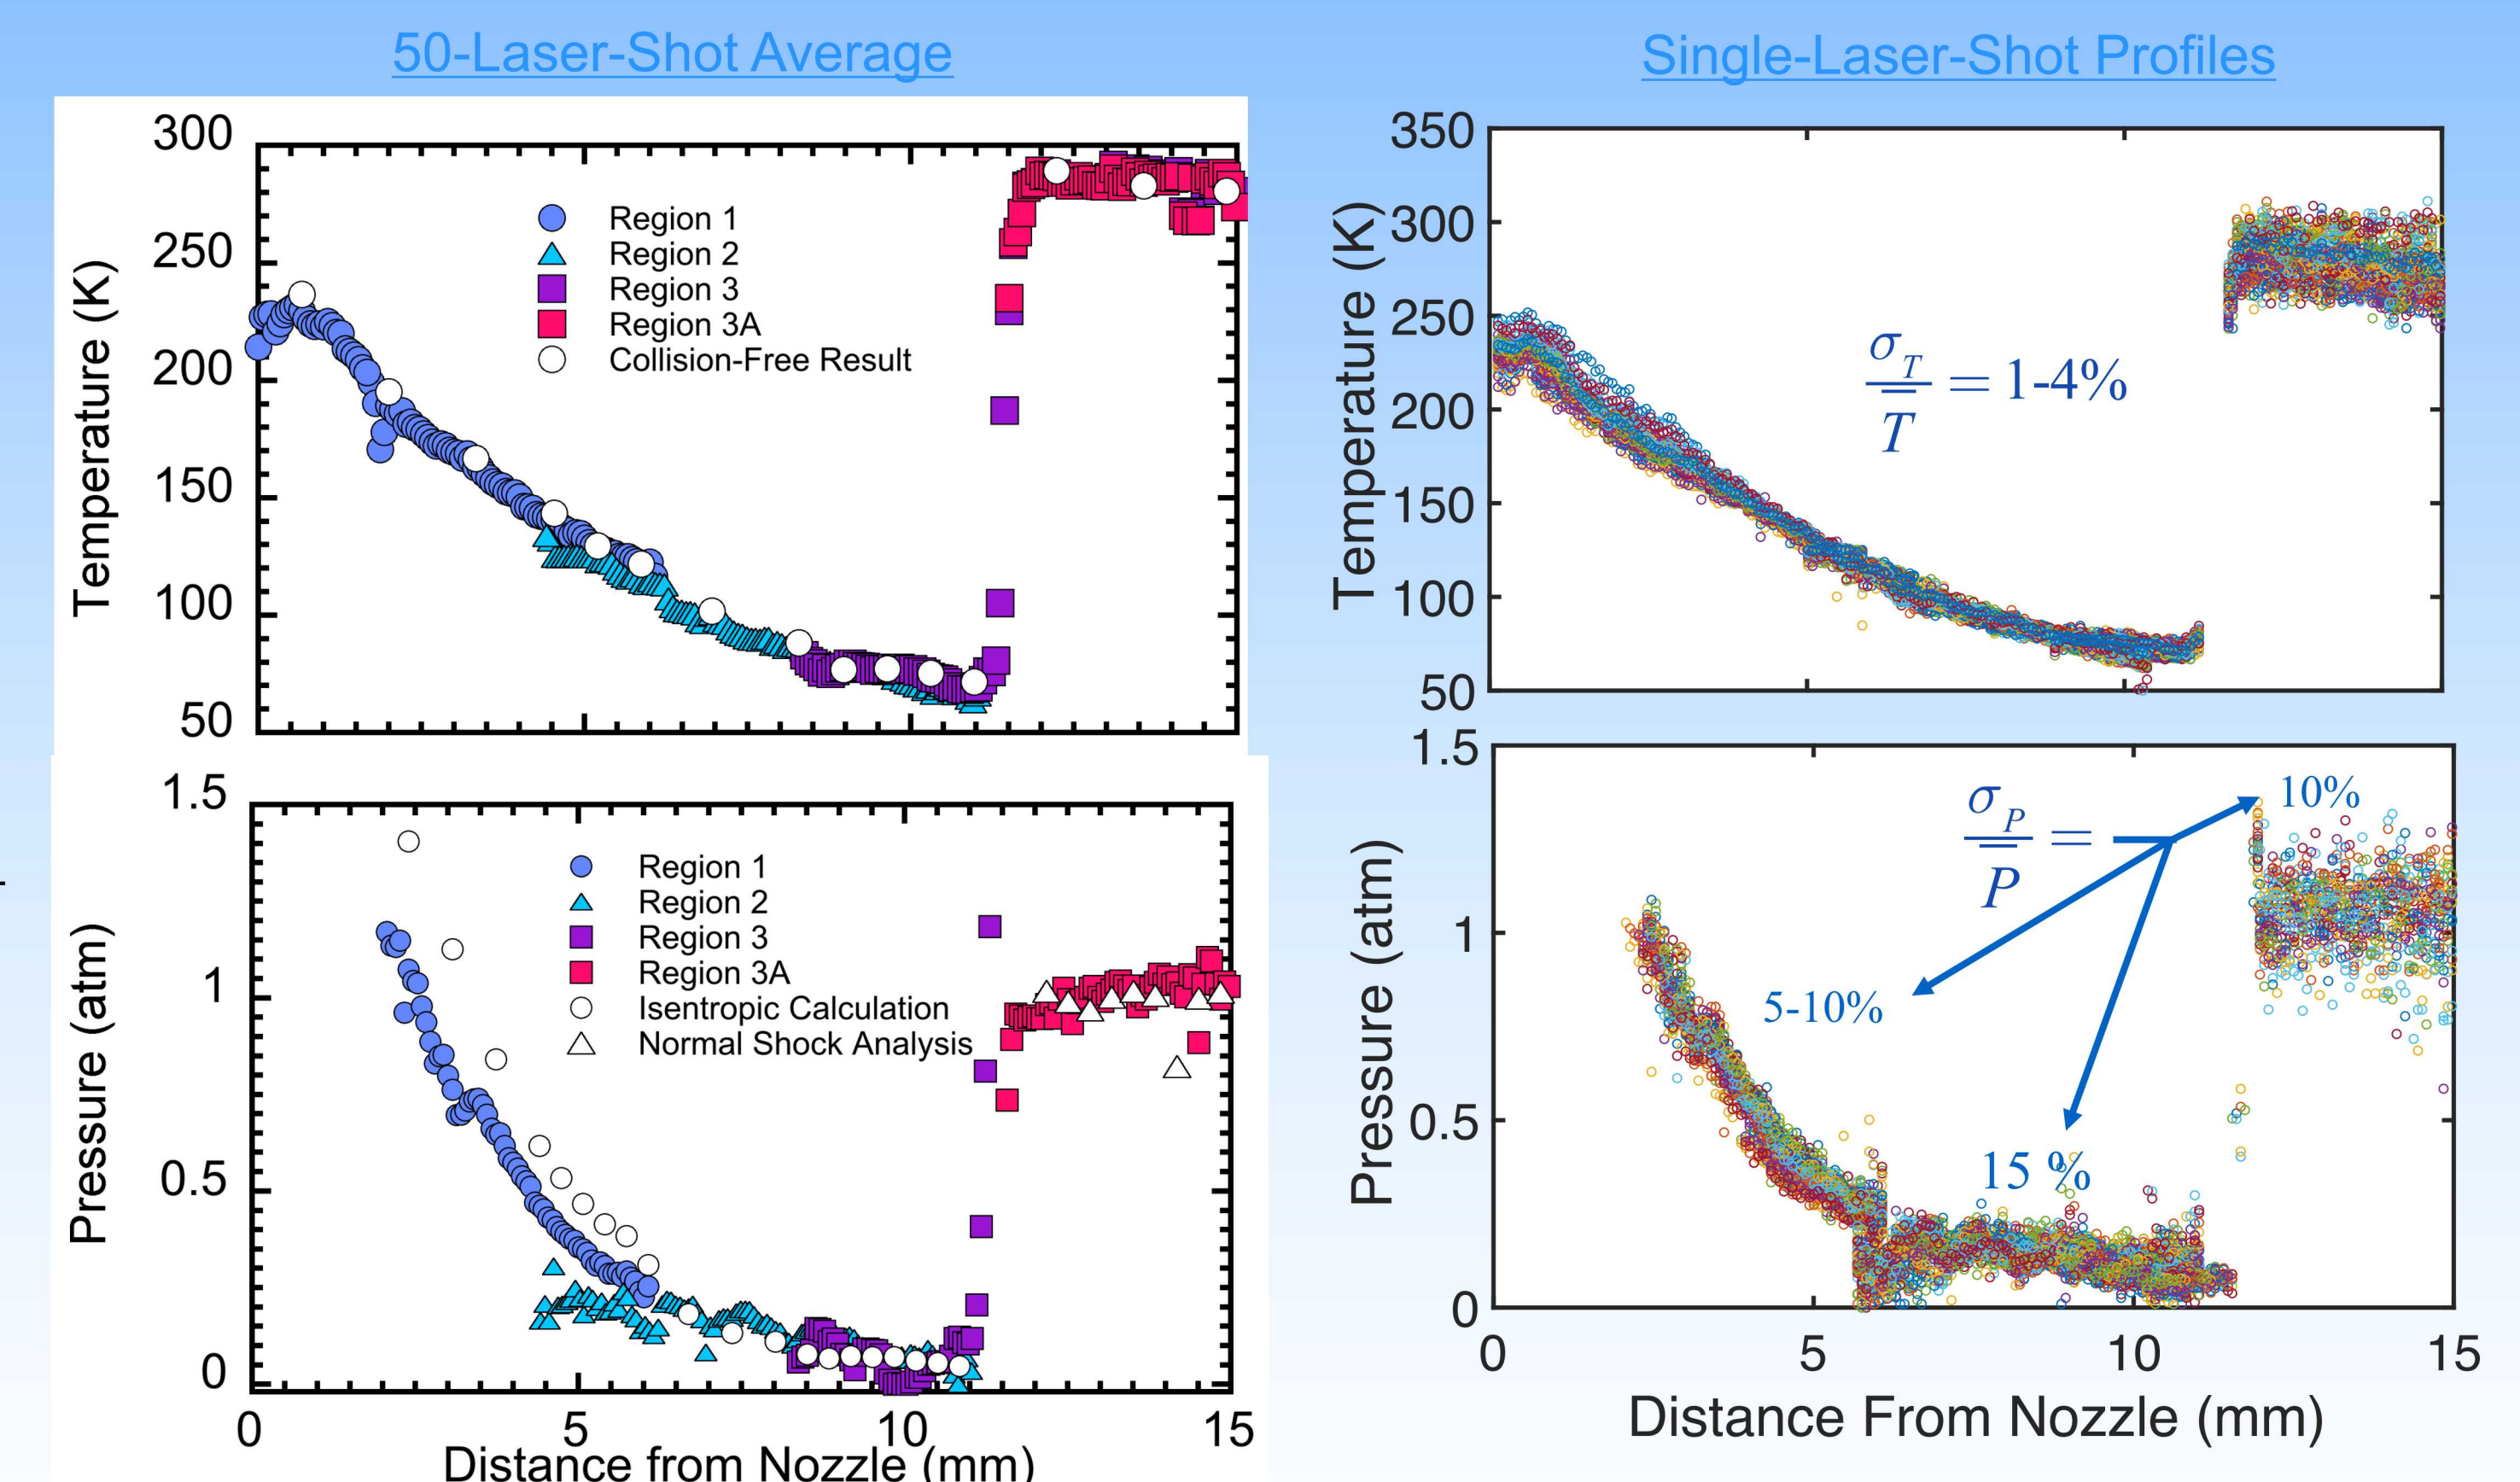 50-Laser-Shot Average
300
250
200
150
100
50
Temperature (K)
Region 1
Region 2
Region 3
Region 3A
Collision-Free Result
1.5
1
0.5
0
Pressure (atm)
Region 1
Region 2
Region 3
Region 3A
Isentropic Calculation
Normal Shock Analysis
0 5 10 15
Distance from Nozzle (mm)
Single-Laser-Shot Profiles
350
300
250
200
150
100
50
Temperature (K)
σ_T / T̅ = 1-4%
1.5
1
0.5
0
Pressure (atm)
σ_P / P̅ =
10%
5-10%
15 %
0 5 10 15
Distance From Nozzle (mm)